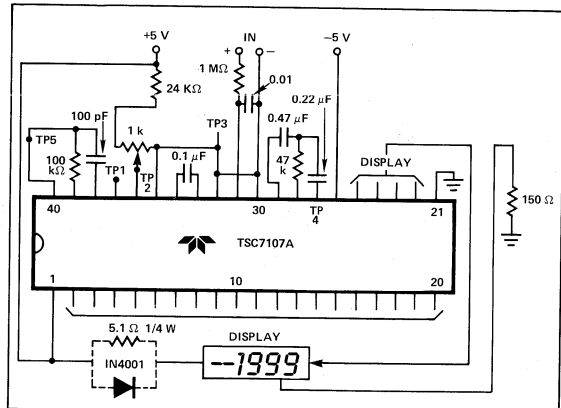 +5 V
IN
−5 V
+ −
1 MΩ
0.01
24 KΩ
0.22 µF
100 pF
0.47 µF
TP3
1 k
TP5
DISPLAY
100
kΩ
TP1
TP
2
0.1 µF
47
k
TP
4
150 Ω
40
30
21
TSC7107A
1
10
20
5.1 Ω 1/4 W
DISPLAY
IN4001
--1999